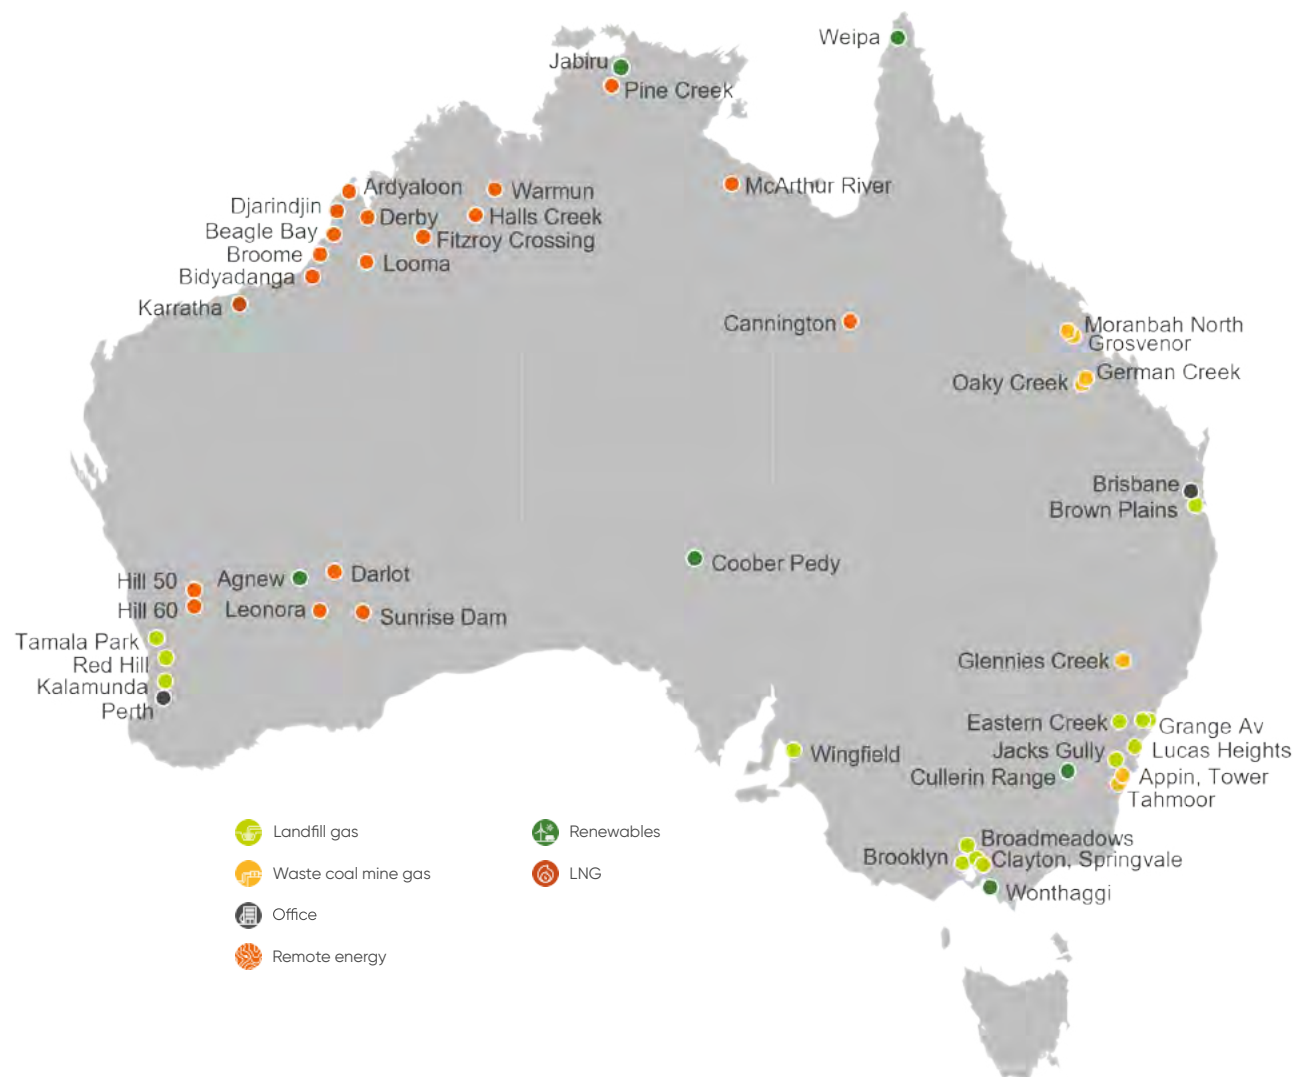 Weipa
Jabiru
Pine Creek
Ardyaloon
Warmun
McArthur River
Djarindjin
Derby
Halls Creek
Beagle Bay
Fitzroy Crossing
Broome
Looma
Bidyadanga
Karratha
Cannington
Moranbah North
Grosvenor
German Creek
Oaky Creek
Brisbane
Brown Plains
Coober Pedy
Hill 50
Agnew
Darlot
Hill 60
Leonora
Sunrise Dam
Tamala Park
Red Hill
Kalamunda
Perth
Glennies Creek
Eastern Creek
Grange Av
Jacks Gully
Lucas Heights
Wingfield
Cullerin Range
Appin, Tower
Tahmoor
Broadmeadows
Brooklyn
Clayton, Springvale
Wonthaggi
Landfill gas
Waste coal mine gas
Office
Remote energy
Renewables
LNG